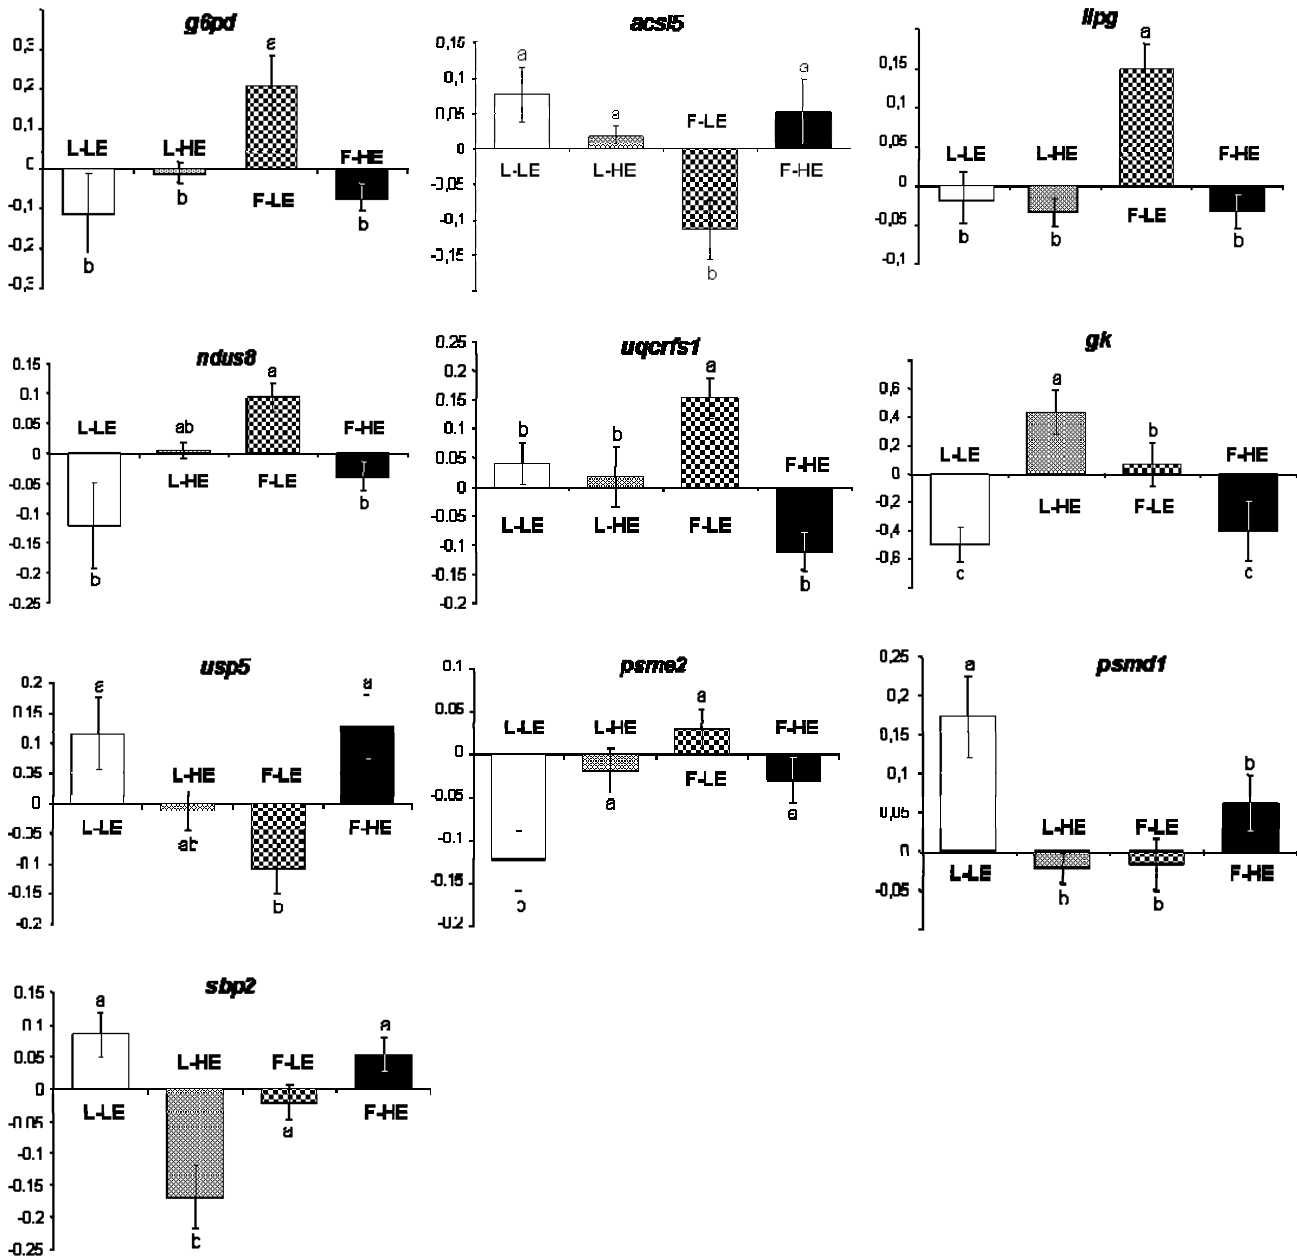 g6pd
0,2
0,1
-0,1
-0,2
a
L-LE
L-HE
F-LE
F-HE
b
b
b
acsl5
0,15
0,1
0,05
0
-0,05
-0,1
-0,15
-0,2
a
a
a
F-LE
L-LE
L-HE
F-HE
b
lipg
0,15
0,1
0,05
0
-0,05
-0,1
a
L-LE
L-HE
F-HE
F-LE
b
b
b
ndus8
0.15
0.1
0.05
0
-0.05
-0.1
-0.15
-0.2
-0.25
a
L-LE
ab
F-HE
L-HE
F-LE
b
b
uqcrfs1
0.25
0.2
0.15
0.1
0.05
0
-0.05
-0.1
-0.15
-0.2
a
b
b
F-HE
L-LE
L-HE
F-LE
b
gk
0,6
0,4
0,2
0
-0,2
-0,4
-0,6
a
L-LE
b
F-HE
L-HE
F-LE
c
c
usp5
0.2
0.15
0.1
0.05
0
-0.05
-0.1
-0.15
-0.2
a
a
L-HE
F-LE
L-LE
F-HE
ab
b
psme2
0.1
0.05
0
-0.05
-0.1
-0.15
-0.2
a
L-LE
L-HE
F-HE
F-LE
a
a
b
psmd1
0,25
0,2
0,15
0,1
0,05
0
-0,05
a
b
L-HE
F-LE
L-LE
F-HE
b
b
sbp2
0.15
0.1
0.05
0
-0.05
-0.1
-0.15
-0.2
-0.25
a
a
L-HE
F-LE
L-LE
F-HE
a
b